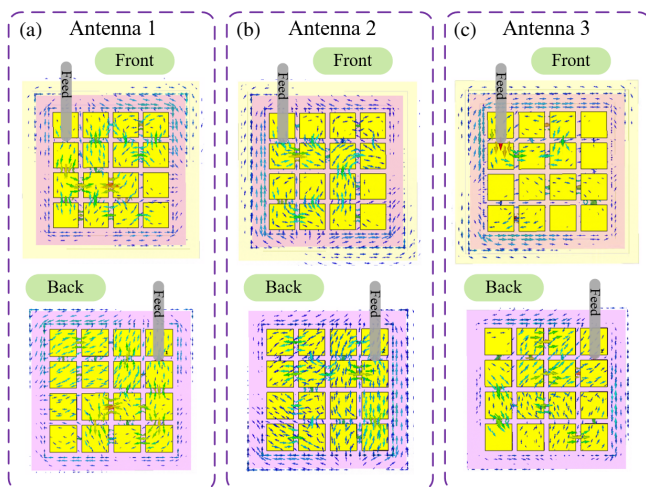 (a) Antenna 1
Front
Feed
Back
Feed
(b) Antenna 2
Front
Feed
Back
Feed
(c) Antenna 3
Front
Feed
Back
Feed